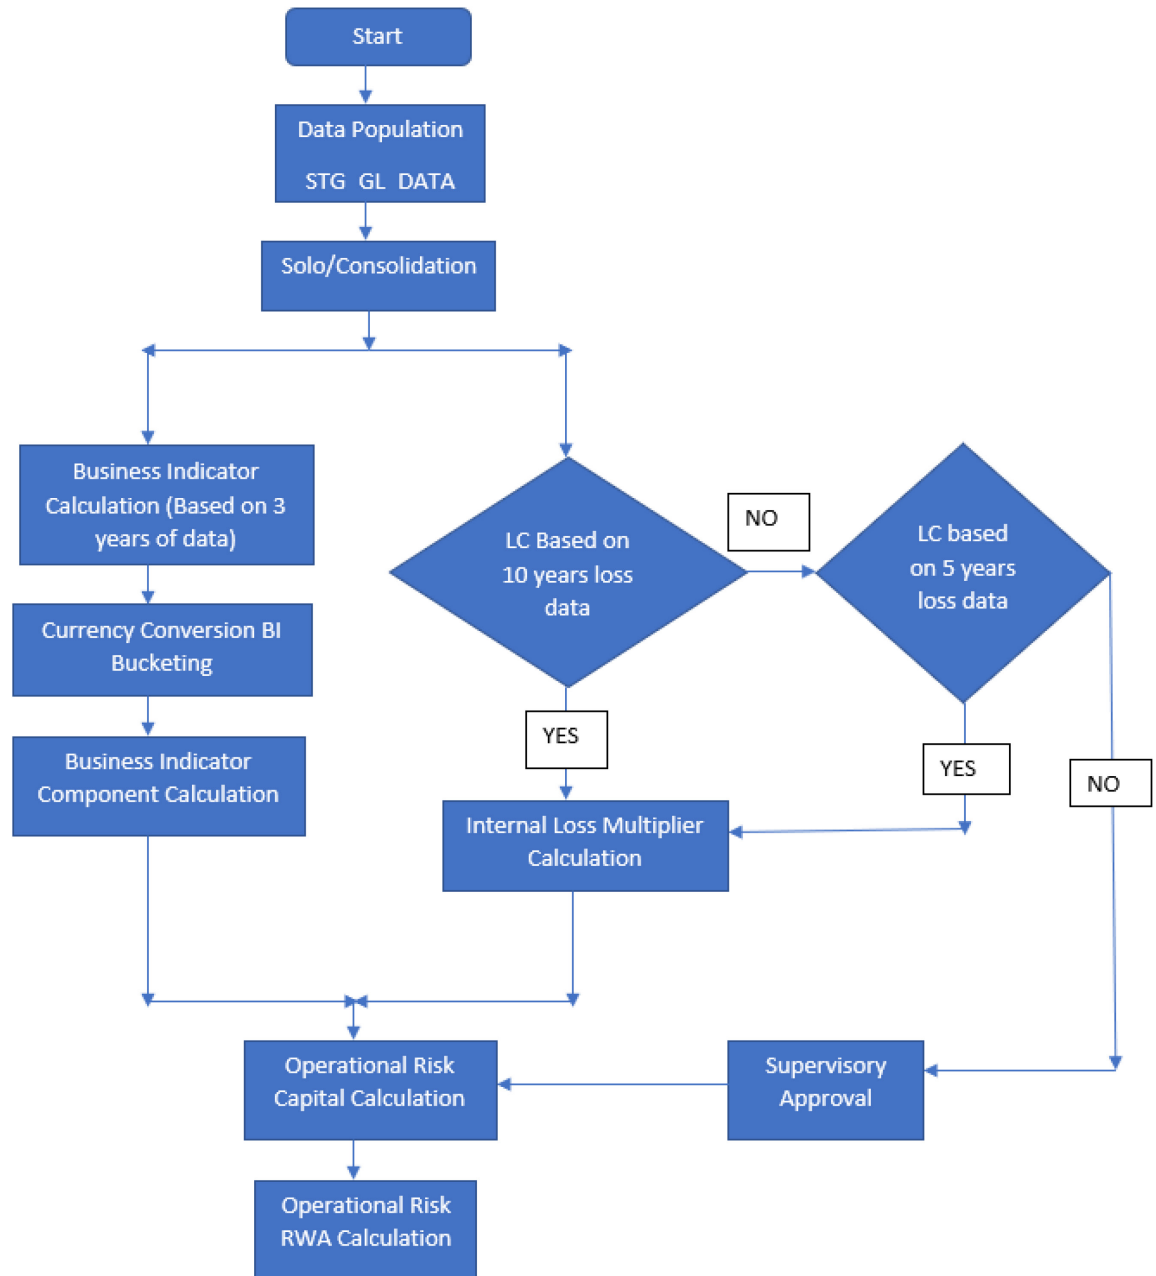 Start
Data Population
STG GL DATA
Solo/Consolidation
Business Indicator
Calculation (Based on 3
years of data)
LC Based on
10 years loss
data
NO
LC based
on 5 years
loss data
Currency Conversion BI
Bucketing
YES
YES
NO
Business Indicator
Component Calculation
Internal Loss Multiplier
Calculation
Operational Risk
Capital Calculation
Supervisory
Approval
Operational Risk
RWA Calculation